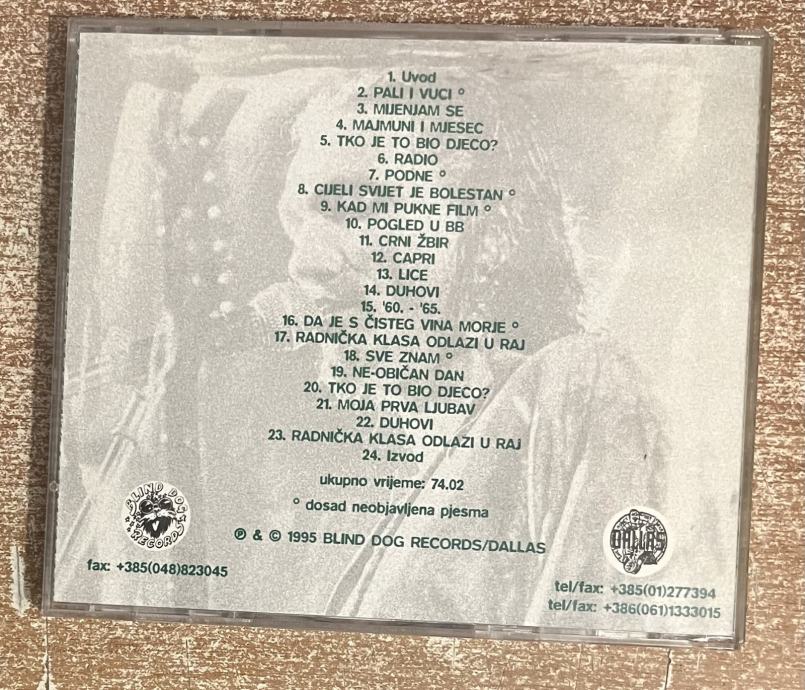 1. Uvod
2. PALI I VUCI °
3. MIJENJAM SE
4. MAJMUNI I MJESEC
5. TKO JE TO BIO DJECO?
6. RADIO
7. PODNE °
8. CIJELI SVIJET JE BOLESTAN °
9. KAD MI PUKNE FILM °
10. POGLED U BB
11. CRNI ŽBIR
12. CAPRI
13. LICE
14. DUHOVI
15. '60. - '65.
16. DA JE S ČISTEG VINA MORJE °
17. RADNIČKA KLASA ODLAZI U RAJ
18. SVE ZNAM °
19. NE-OBIČAN DAN
20. TKO JE TO BIO DJECO?
21. MOJA PRVA LJUBAV
22. DUHOVI
23. RADNIČKA KLASA ODLAZI U RAJ
24. Izvod
ukupno vrijeme: 74.02
° dosad neobjavljena pjesma
℗ & © 1995 BLIND DOG RECORDS/DALLAS
BLIND DOG RECORDS
fax: +385(048)823045
DALLAS
tel/fax: +385(01)277394
tel/fax: +386(061)1333015